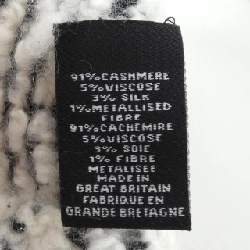 91%CASHMERE
5%VISCOSE
3% SILK
1%METALLISED
FIBRE
91%CACHEMIRE
5%VISCOSE
3% SOIE
1% FIBRE
METALISEE
MADE IN
GREAT BRITAIN
FABRIQUE EN
GRANDE BRETAGNE